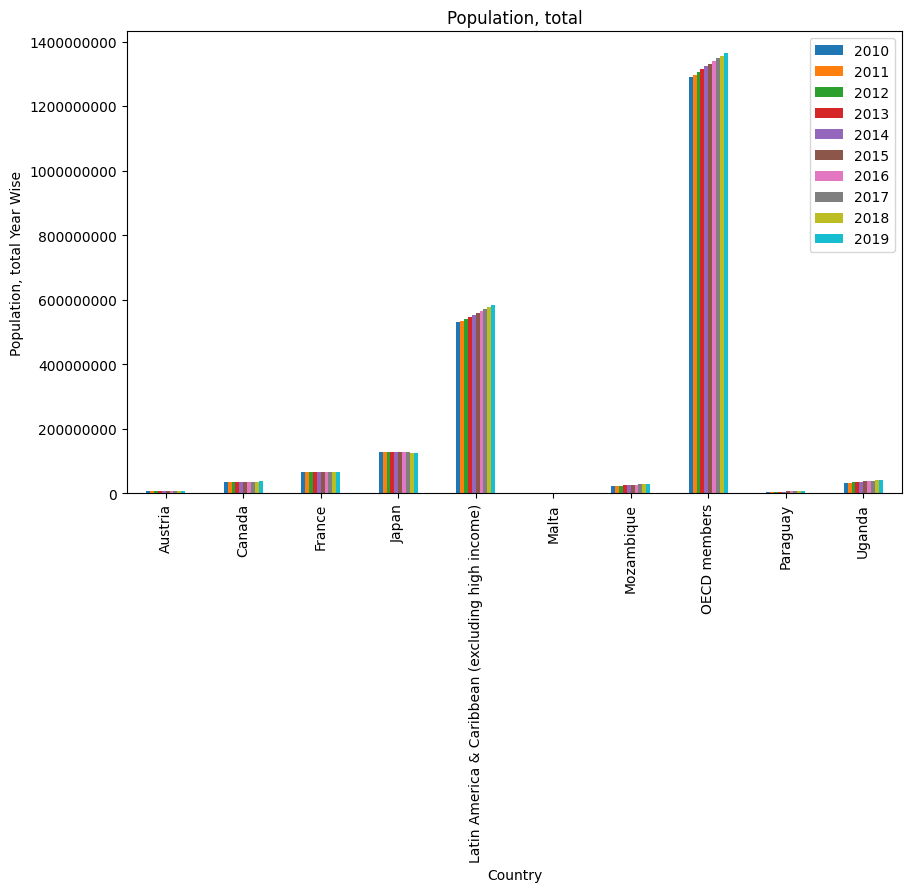 Population, total
Population, total Year Wise
1400000000
1200000000
1000000000
800000000
600000000
400000000
200000000
0
2010
2011
2012
2013
2014
2015
2016
2017
2018
2019
Austria
Canada
France
Japan
Latin America & Caribbean (excluding high income)
Malta
Mozambique
OECD members
Paraguay
Uganda
Country